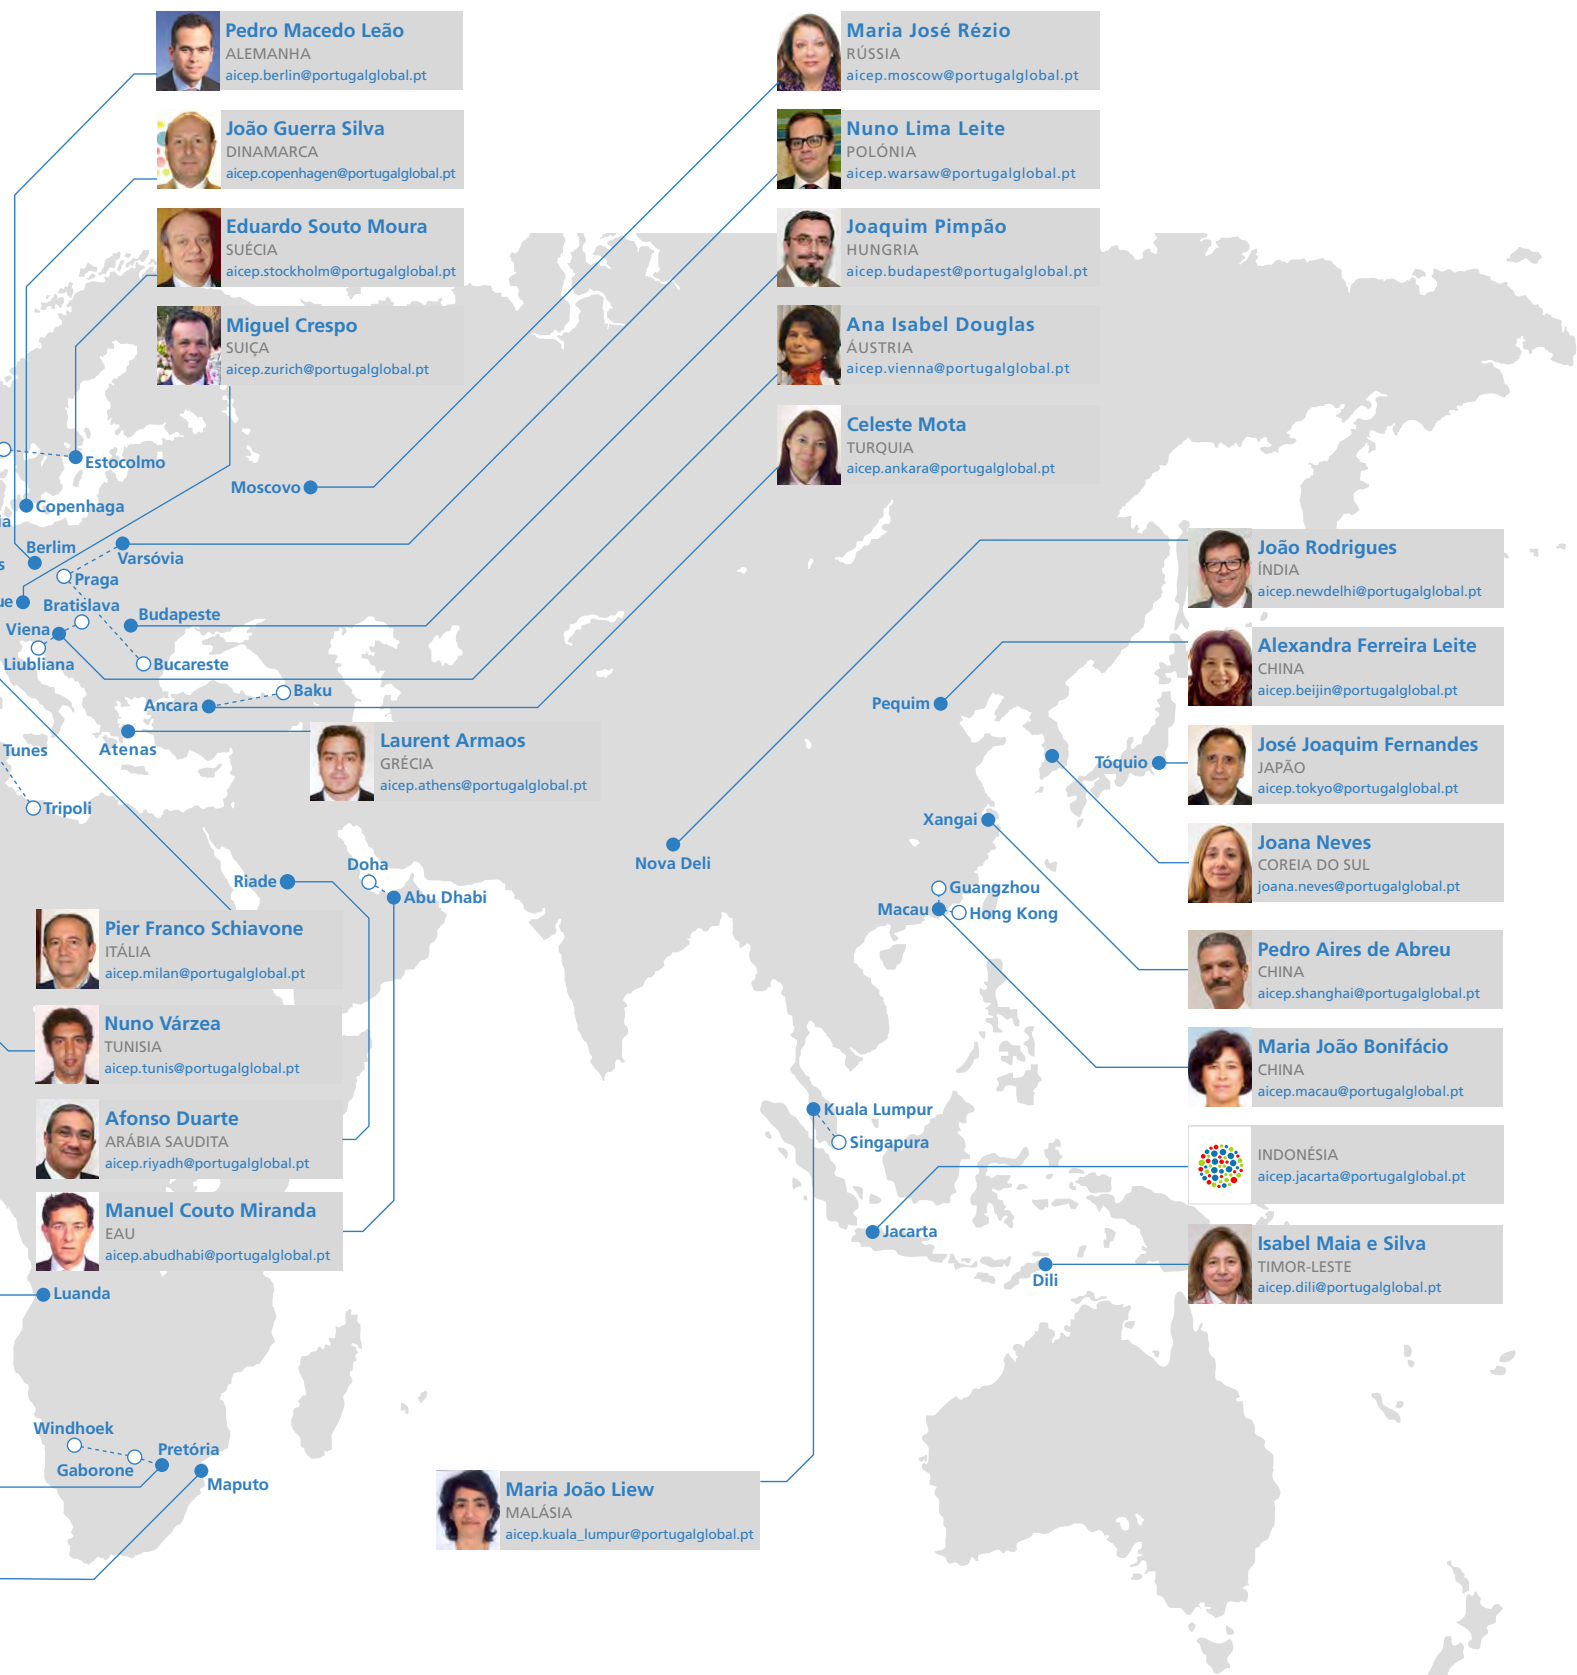 Pedro Macedo Leão
ALEMANHA
aicep.berlin@portugalglobal.pt
João Guerra Silva
DINAMARCA
aicep.copenhagen@portugalglobal.pt
Eduardo Souto Moura
SUÉCIA
aicep.stockholm@portugalglobal.pt
Miguel Crespo
SUIÇA
aicep.zurich@portugalglobal.pt
Maria José Rézio
RÚSSIA
aicep.moscow@portugalglobal.pt
Nuno Lima Leite
POLÓNIA
aicep.warsaw@portugalglobal.pt
Joaquim Pimpão
HUNGRIA
aicep.budapest@portugalglobal.pt
Ana Isabel Douglas
ÁUSTRIA
aicep.vienna@portugalglobal.pt
Celeste Mota
TURQUIA
aicep.ankara@portugalglobal.pt
Estocolmo
Moscovo
Copenhaga
ia
Berlim
s
Varsóvia
Praga
ue
Bratislava
Budapeste
Viena
Liubliana
Bucareste
Baku
Ancara
Tunes
Atenas
Tripoli
Laurent Armaos
GRÉCIA
aicep.athens@portugalglobal.pt
João Rodrigues
ÍNDIA
aicep.newdelhi@portugalglobal.pt
Alexandra Ferreira Leite
CHINA
aicep.beijin@portugalglobal.pt
José Joaquim Fernandes
JAPÃO
aicep.tokyo@portugalglobal.pt
Joana Neves
COREIA DO SUL
joana.neves@portugalglobal.pt
Pedro Aires de Abreu
CHINA
aicep.shanghai@portugalglobal.pt
Maria João Bonifácio
CHINA
aicep.macau@portugalglobal.pt
INDONÉSIA
aicep.jacarta@portugalglobal.pt
Isabel Maia e Silva
TIMOR-LESTE
aicep.dili@portugalglobal.pt
Pequim
Tóquio
Xangai
Nova Deli
Guangzhou
Macau
Hong Kong
Doha
Riade
Abu Dhabi
Pier Franco Schiavone
ITÁLIA
aicep.milan@portugalglobal.pt
Nuno Várzea
TUNISIA
aicep.tunis@portugalglobal.pt
Afonso Duarte
ARÁBIA SAUDITA
aicep.riyadh@portugalglobal.pt
Manuel Couto Miranda
EAU
aicep.abudhabi@portugalglobal.pt
Kuala Lumpur
Singapura
Jacarta
Dili
Luanda
Windhoek
Gaborone
Pretória
Maputo
Maria João Liew
MALÁSIA
aicep.kuala_lumpur@portugalglobal.pt